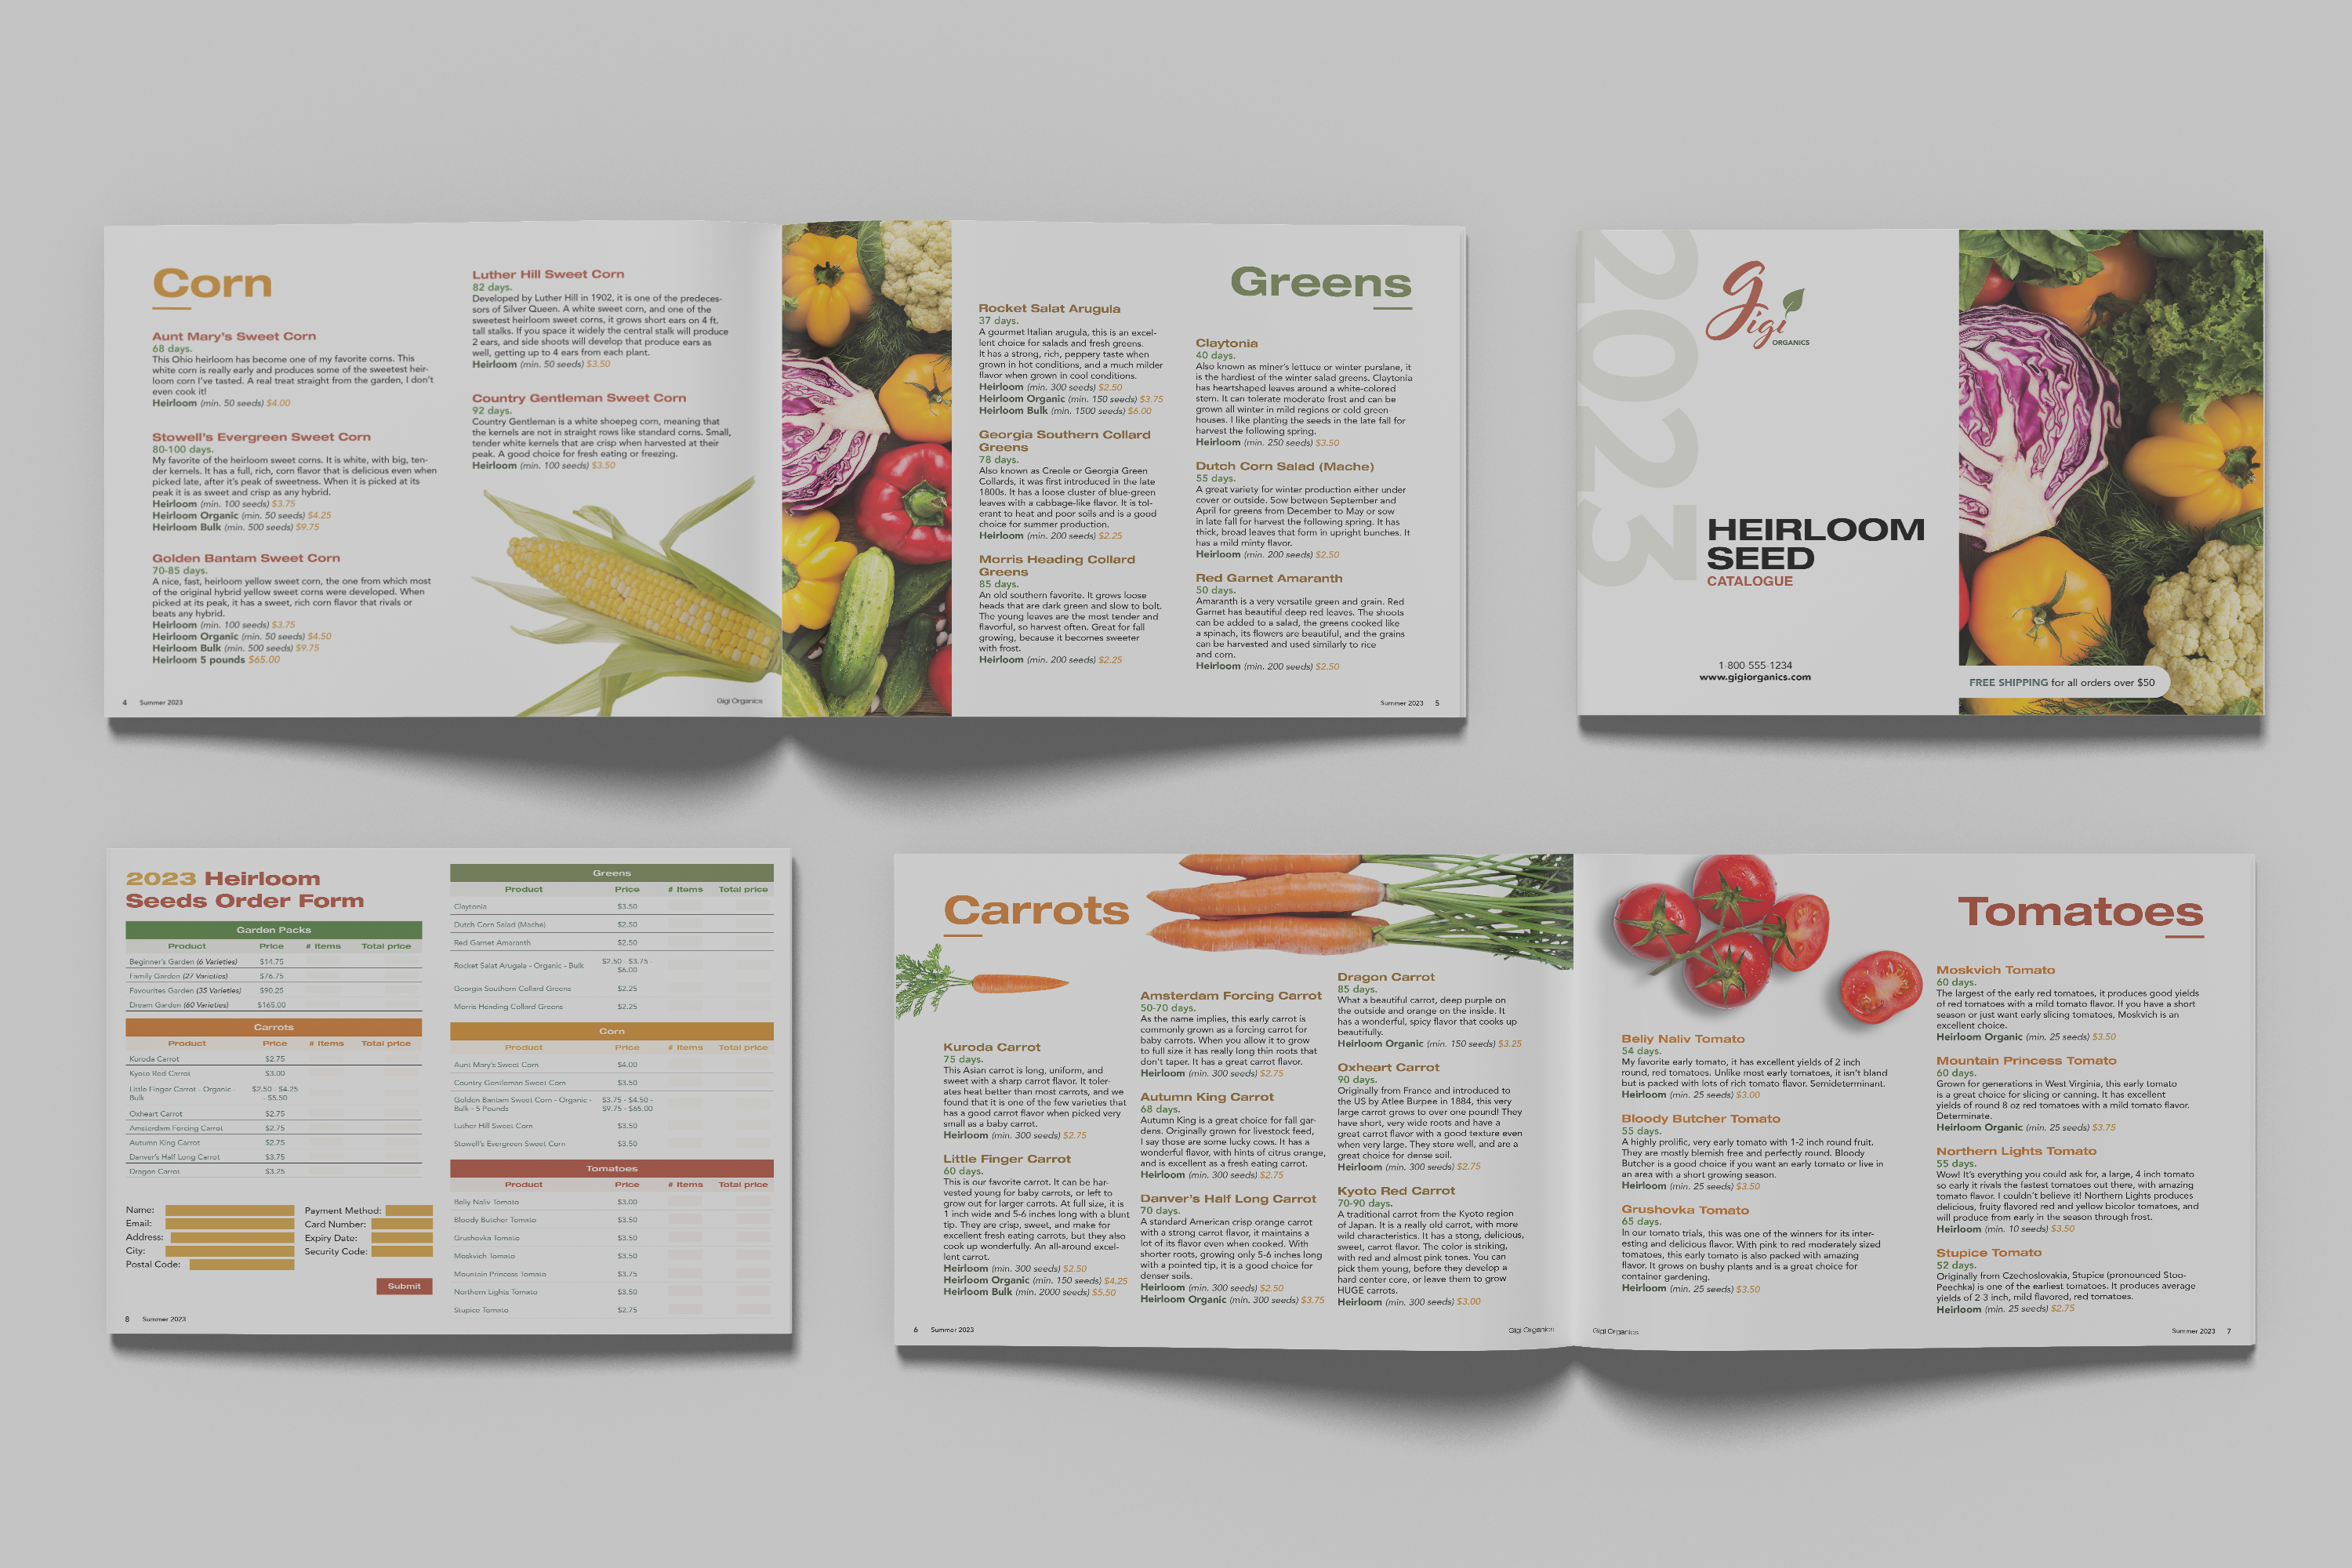 Corn
Aunt Mary's Sweet Corn
68 days.
This Ohio heirloom has become one of my favorite corns. This
white corn is really early and produces some of the sweetest heir-
loom corn I've tasted. A real treat straight from the garden, I don't
even cook it!
Heirloom (min. 50 seeds) $4.00
Stowell's Evergreen Sweet Corn
80-100 days.
My favorite of the heirloom sweet corn. It is white, with big, ten-
der kernels. It has a full, rich, corn flavor that is delicious even when
picked late, after it's peak of sweetness. When it is picked at its
peak it is as sweet and crisp as any hybrid.
Heirloom (min. 100 seeds) $3.75
Heirloom Organic (min. 50 seeds) $4.25
Heirloom Bulk (min. 500 seeds) $9.75
Golden Bantam Sweet Corn
70-85 days.
A nice, fast, heirloom yellow sweet corn, the one from which most
of the original hybrid yellow sweet corns were developed. When
picked at its peak, it has a sweet, rich corn flavor that rivals or
beats any hybrid.
Heirloom (min. 100 seeds) $3.75
Heirloom Organic (min. 50 seeds) $4.50
Heirloom Bulk (min. 500 seeds) $9.75
Heirloom 5 pounds $65.00
Luther Hill Sweet Corn
82 days.
Developed by Luther Hill in 1902, it is one of the predeces-
sors of Silver Queen. A white sweet corn, and one of the
sweetest heirloom sweet corns, it grows short ears on 4 ft.
tall stalks. If you space it widely the central stalk will produce
2 ears, and side shoots will develop that produce ears as
well, getting up to 4 ears from each plant.
Heirloom (min. 50 seeds) $3.50
Country Gentleman Sweet Corn
92 days.
Country Gentleman is a white shoepeg corn, meaning that
the kernels are not in straight rows like standard corns. Small,
tender white kernels that are crisp when harvested at their
peak. A good choice for fresh eating or freezing.
Heirloom (min. 100 seeds) $3.50
4 Summer 2023
Gigi Organics
Greens
Rocket Salat Arugula
37 days.
A gourmet Italian arugula, this is an excel-
lent choice for salads and fresh greens.
It has a strong, rich, peppery taste when
grown in hot conditions, and a much milder
flavor when grown in cool conditions.
Heirloom (min. 300 seeds) $2.50
Heirloom Organic (min. 150 seeds) $3.75
Heirloom Bulk (min. 1500 seeds) $6.00
Georgia Southern Collard
Greens
78 days.
Also known as Creole or Georgia Green
Collards, it was first introduced in the late
1800s. It has a loose cluster of blue-green
leaves with a cabbage-like flavor. It is tol-
erant to heat and poor soils and is a good
choice for summer production.
Heirloom (min. 200 seeds) $2.25
Morris Heading Collard
Greens
85 days.
An old southern favorite. It grows loose
heads that are dark green and slow to bolt.
The young leaves are the most tender and
flavorful, so harvest often. Great for fall
growing, because it becomes sweeter
with frost.
Heirloom (min. 200 seeds) $2.25
Claytonia
40 days.
Also known as miner's lettuce or winter purslane, it
is the hardiest of the winter salad greens. Claytonia
has heartshaped leaves around a white-colored
stem. It can tolerate moderate frost and can be
grown all winter in mild regions or cold green-
houses. I like planting the seeds in the late fall for
harvest the following spring.
Heirloom (min. 250 seeds) $3.50
Dutch Corn Salad (Mache)
55 days.
A great variety for winter production either under
cover or outside. Sow between September and
April for greens from December to May or sow
in late fall for harvest the following spring. It has
thick, broad leaves that form in upright bunches. It
has a mild minty flavor.
Heirloom (min. 200 seeds) $2.50
Red Garnet Amaranth
50 days.
Amaranth is a very versatile green and grain. Red
Garnet has beautiful deep red leaves. The shoots
can be added to a salad, the greens cooked like
a spinach, its flowers are beautiful, and the grains
can be harvested and used similarly to rice
and corn.
Heirloom (min. 200 seeds) $2.50
Summer 2023 5
2023
Gigi
ORGANICS
HEIRLOOM
SEED
CATALOGUE
1-800-555-1234
www.gigiorganics.com
FREE SHIPPING for all orders over $50
2023 Heirloom
Seeds Order Form
Garden Packs
Product Price # Items Total price
Beginner's Garden (6 Varieties) $14.75
Family Garden (27 Varieties) $76.75
Favourites Garden (35 Varieties) $90.25
Dream Garden (60 Varieties) $165.00
Carrots
Product Price # Items Total price
Kuroda Carrot $2.75
Kyoto Red Carrot $3.00
Little Finger Carrot - Organic - $2.50 - $4.25
Bulk - $5.50
Oxheart Carrot $2.75
Amsterdam Forcing Carrot $2.75
Autumn King Carrot $2.75
Danver's Half Long Carrot $3.75
Dragon Carrot $3.25
Name:
Email:
Address:
City:
Postal Code:
Payment Method:
Card Number:
Expiry Date:
Security Code:
Submit
8 Summer 2023
Greens
Product Price # Items Total price
Claytonia $3.50
Dutch Corn Salad (Mache) $2.50
Red Garnet Amaranth $2.50
Rocket Salat Arugala - Organic - Bulk $2.50 - $3.75 -
$6.00
Georgia Southern Collard Greens $2.25
Morris Heading Collard Greens $2.25
Corn
Product Price # Items Total price
Aunt Mary's Sweet Corn $4.00
Country Gentleman Sweet Corn $3.50
Golden Bantam Sweet Corn - Organic - $3.75 - $4.50 -
Bulk - 5 Pounds $9.75 - $65.00
Luther Hill Sweet Corn $3.50
Stowell's Evergreen Sweet Corn $3.50
Tomatoes
Product Price # Items Total price
Beliy Naliv Tomato $3.00
Bloody Butcher Tomato $3.50
Grushovka Tomato $3.50
Moskvich Tomato $3.50
Mountain Princess Tomato $3.75
Northern Lights Tomato $3.50
Stupice Tomato $2.75
Carrots
Kuroda Carrot
75 days.
This Asian carrot is long, uniform, and
sweet with a sharp carrot flavor. It toler-
ates heat better than most carrots, and we
found that it is one of the few varieties that
has a good carrot flavor when picked very
small as a baby carrot.
Heirloom (min. 300 seeds) $2.75
Little Finger Carrot
60 days.
This is our favorite carrot. It can be har-
vested young for baby carrots, or left to
grow out for larger carrots. At full size, it is
1 inch wide and 5-6 inches long with a blunt
tip. They are crisp, sweet, and make for
excellent fresh eating carrots, but they also
cook up wonderfully. An all-around excel-
lent carrot.
Heirloom (min. 300 seeds) $2.50
Heirloom Organic (min. 150 seeds) $4.25
Heirloom Bulk (min. 2000 seeds) $5.50
Amsterdam Forcing Carrot
50-70 days.
As the name implies, this early carrot is
commonly grown as a forcing carrot for
baby carrots. When you allow it to grow
to full size it has really long thin roots that
don't taper. It has a great carrot flavor.
Heirloom (min. 300 seeds) $2.75
Autumn King Carrot
68 days.
Autumn King is a great choice for fall gar-
dens. Originally grown for livestock feed,
I say those are some lucky cows. It has a
wonderful flavor, with hints of citrus orange,
and is excellent as a fresh eating carrot.
Heirloom (min. 300 seeds) $2.75
Danver's Half Long Carrot
70 days.
A standard American crisp orange carrot
with a strong carrot flavor, it maintains a
lot of its flavor even when cooked. With
shorter roots, growing only 5-6 inches long
with a pointed tip, it is a good choice for
denser soils.
Heirloom (min. 300 seeds) $2.50
Heirloom Organic (min. 300 seeds) $3.75
Dragon Carrot
85 days.
What a beautiful carrot, deep purple on
the outside and orange on the inside. It
has a wonderful, spicy flavor that cooks up
beautifully.
Heirloom Organic (min. 150 seeds) $3.25
Oxheart Carrot
90 days.
Originally from France and introduced to
the US by Atlee Burpee in 1884, this very
large carrot grows to over one pound! They
have short, very wide roots and have a
great carrot flavor with a good texture even
when very large. They store well, and are a
great choice for dense soil.
Heirloom (min. 300 seeds) $2.75
Kyoto Red Carrot
70-90 days.
A traditional carrot from the Kyoto region
of Japan. It is a really old carrot, with more
wild characteristics. It has a stong, delicious,
sweet, carrot flavor. The color is striking,
with red and almost pink tones. You can
pick them young, before they develop a
hard center core, or leave them to grow
HUGE carrots.
Heirloom (min. 300 seeds) $3.00
6 Summer 2023
Gigi Organics
Tomatoes
Beliy Naliv Tomato
54 days.
My favorite early tomato, it has excellent yields of 2 inch
round, red tomatoes. Unlike most early tomatoes, it isn't bland
but is packed with lots of rich tomato flavor. Semideterminant.
Heirloom (min. 25 seeds) $3.00
Bloody Butcher Tomato
55 days.
A highly prolific, very early tomato with 1-2 inch round fruit.
They are mostly blemish free and perfectly round. Bloody
Butcher is a good choice if you want an early tomato or live in
an area with a short growing season.
Heirloom (min. 25 seeds) $3.50
Grushovka Tomato
65 days.
In our tomato trials, this was one of the winners for its inter-
esting and delicious flavor. With pink to red moderately sized
tomatoes, this early tomato is also packed with amazing
flavor. It grows on bushy plants and is a great choice for
container gardening.
Heirloom (min. 25 seeds) $3.50
Moskvich Tomato
60 days.
The largest of the early red tomatoes, it produces good yields
of red tomatoes with a mild tomato flavor. If you have a short
season or just want early slicing tomatoes, Moskvich is an
excellent choice.
Heirloom Organic (min. 25 seeds) $3.50
Mountain Princess Tomato
60 days.
Grown for generations in West Virginia, this early tomato
is a great choice for slicing or canning. It has excellent
yields of round 8 oz red tomatoes with a mild tomato flavor.
Determinate.
Heirloom Organic (min. 25 seeds) $3.75
Northern Lights Tomato
55 days.
Wow! It's everything you could ask for, a large, 4 inch tomato
so early it rivals the fastest tomatoes out there, with amazing
tomato flavor. I couldn't believe it! Northern Lights produces
delicious, fruity flavored red and yellow bicolor tomatoes, and
will produce from early in the season through frost.
Heirloom (min. 10 seeds) $3.50
Stupice Tomato
52 days.
Originally from Czechoslovakia, Stupice (pronounced Stoo-
Peechka) is one of the earliest tomatoes. It produces average
yields of 2-3 inch, mild flavored, red tomatoes.
Heirloom (min. 25 seeds) $2.75
Gigi Organics
Summer 2023 7